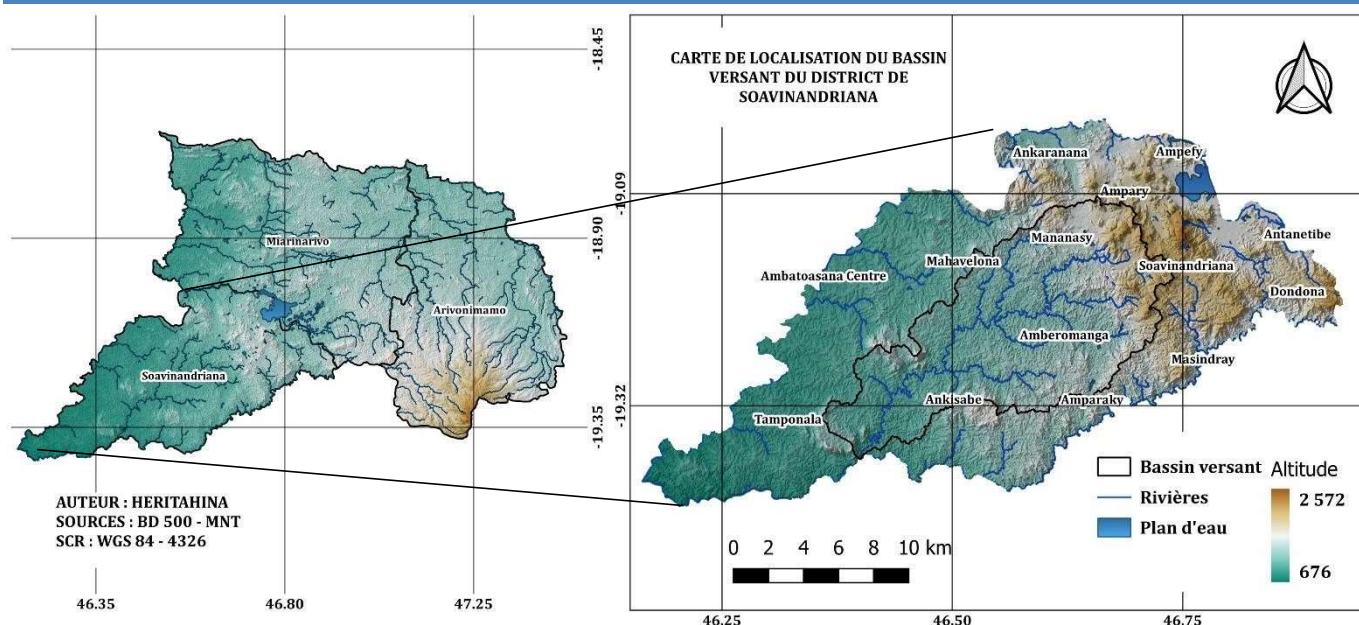 CARTE DE LOCALISATION DU BASSIN
VERSANT DU DISTRICT DE
SOAVINANDRIANA
-18.45
-18.90
-19.35
46.35
46.80
47.25
Miarinarivo
Arivonimamo
Soavinandriana
AUTEUR : HERITAHINA
SOURCES : BD 500 - MNT
SCR : WGS 84 - 4326
-19.09
-19.32
Ankaranana
Ampefy
Ampary
Mananasy
Antanetibe
Mahavelona
Soavinandriana
Ambatoasana Centre
Dondona
Amberomanga
Masindray
Ankisabe
Amparaky
Tamponala
Bassin versant
Rivières
Plan d'eau
Altitude
2 572
676
0 2 4 6 8 10 km
46.25
46.50
46.75